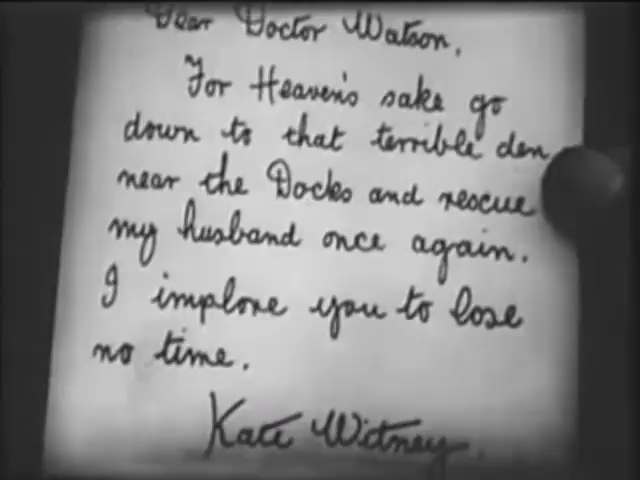 Dear Doctor Watson,
For Heaven's sake go
down to that terrible den
near the Docks and rescue
my husband once again.
I implore you to lose
no time.
Kate Witney.